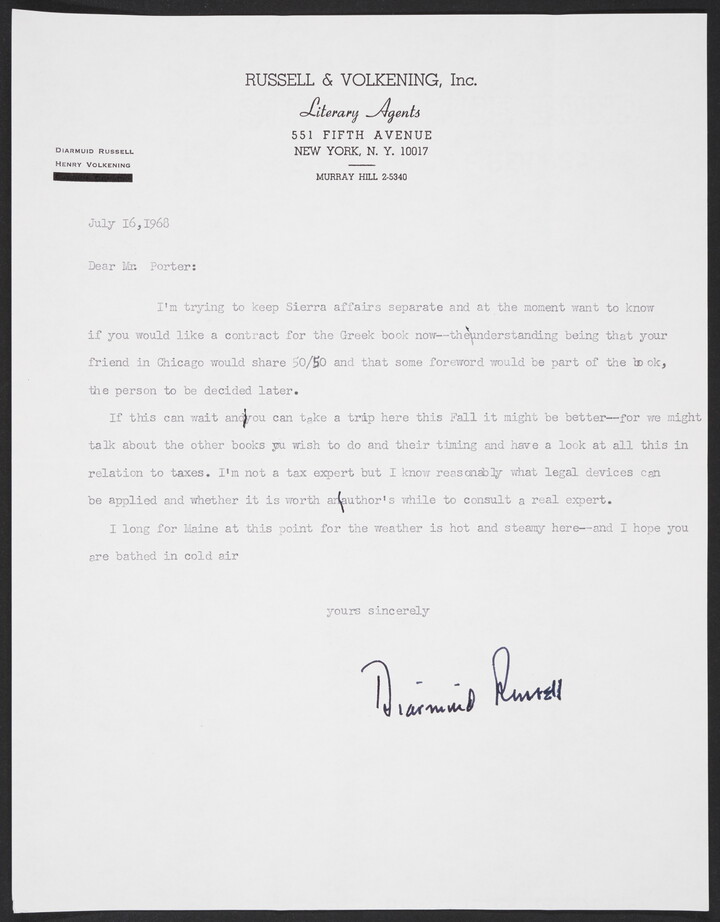 RUSSELL & VOLKENING, Inc.
Literary Agents
551 FIFTH AVENUE
NEW YORK, N. Y. 10017
MURRAY HILL 2-5340
DIARMUID RUSSELL
HENRY VOLKENING
July 16,1968
Dear Mr. Porter:
I'm trying to keep Sierra affairs separate and at the moment want to know
if you would like a contract for the Greek book now--the understanding being that your
friend in Chicago would share 50/50 and that some foreword would be part of the book,
the person to be decided later.
If this can wait and you can take a trip here this Fall it might be better--for we might
talk about the other books yu wish to do and their timing and have a look at all this in
relation to taxes. I'm not a tax expert but I know reasonably what legal devices can
be applied and whether it is worth an author's while to consult a real expert.
I long for Maine at this point for the weather is hot and steamy here--and I hope you
are bathed in cold air
yours sincerely
Diarmuid Russell